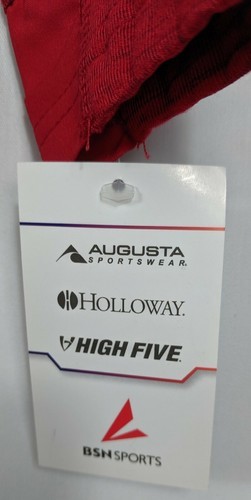 AUGUSTA
SPORTSWEAR®
HOLLOWAY®
HIGH FIVE®
BSN SPORTS